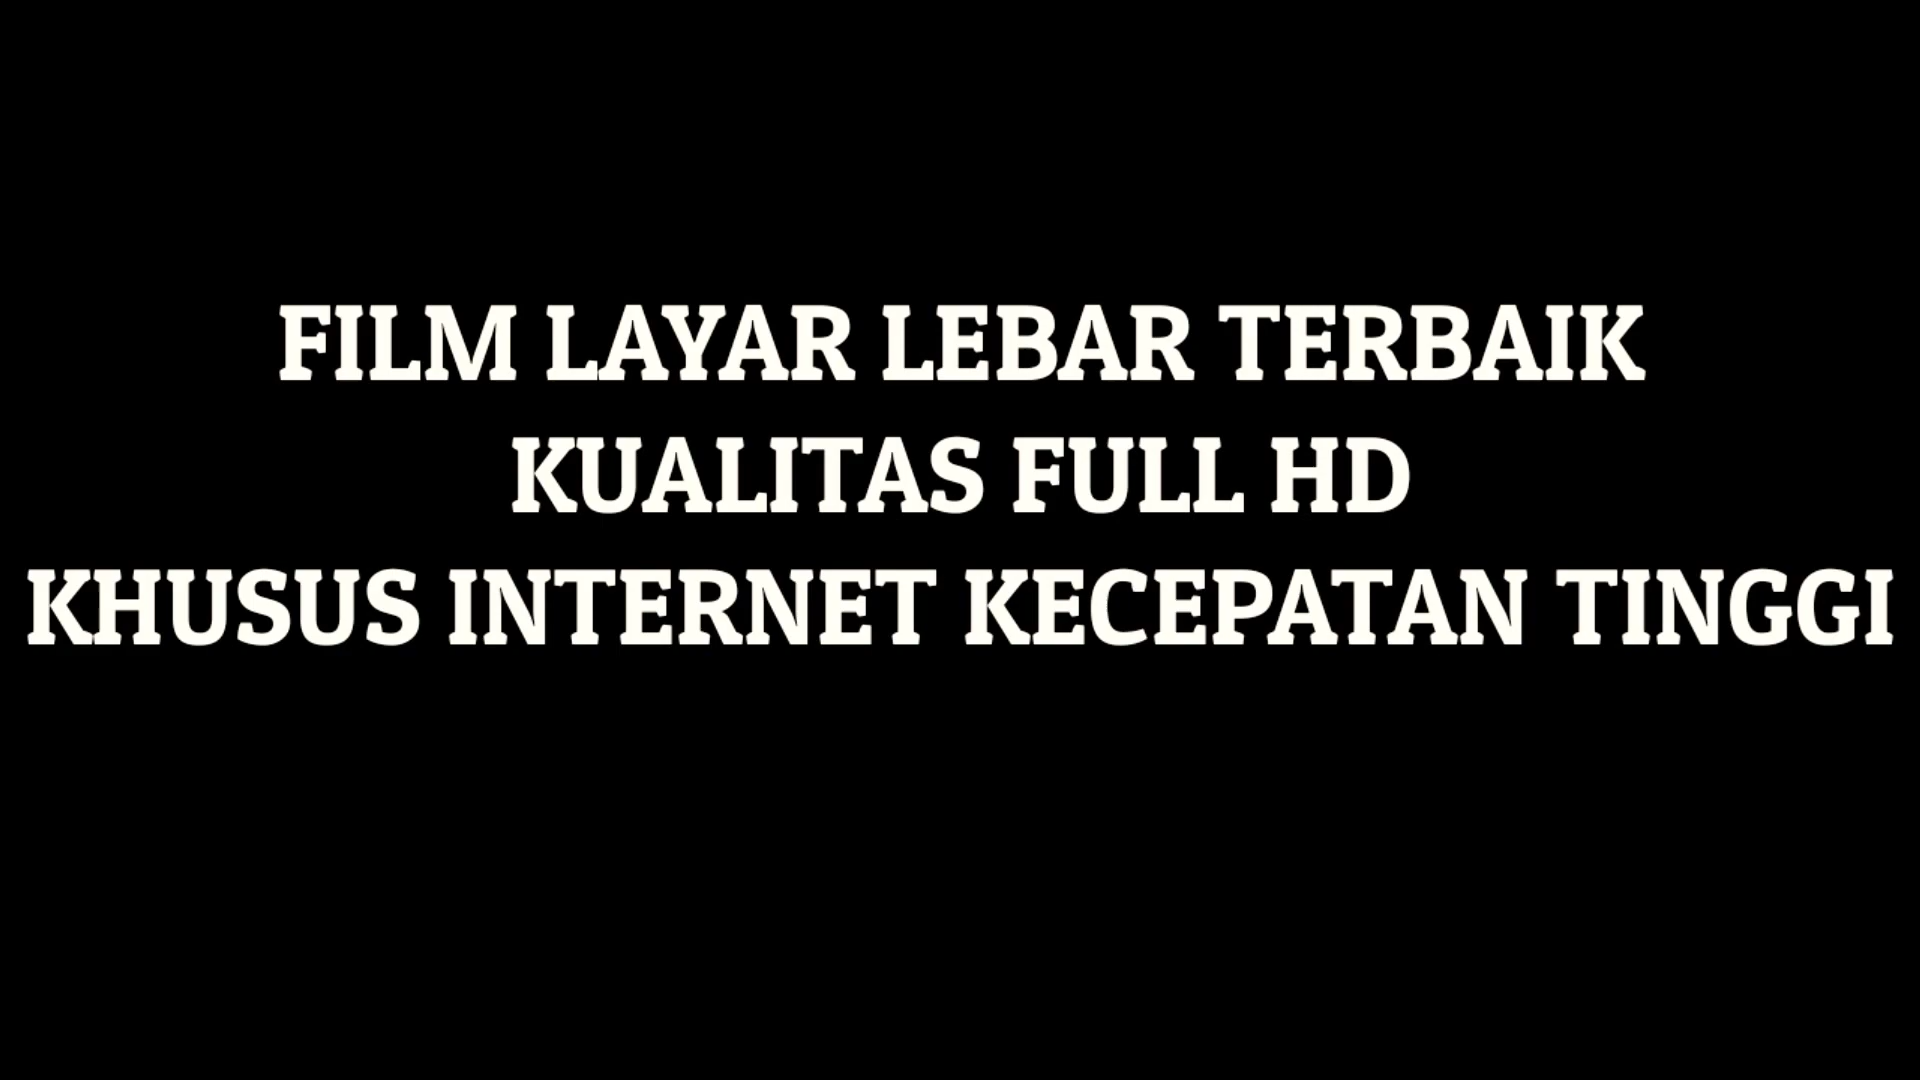 FILM LAYAR LEBAR TERBAIK
KUALITAS FULL HD
KHUSUS INTERNET KECEPATAN TINGGI